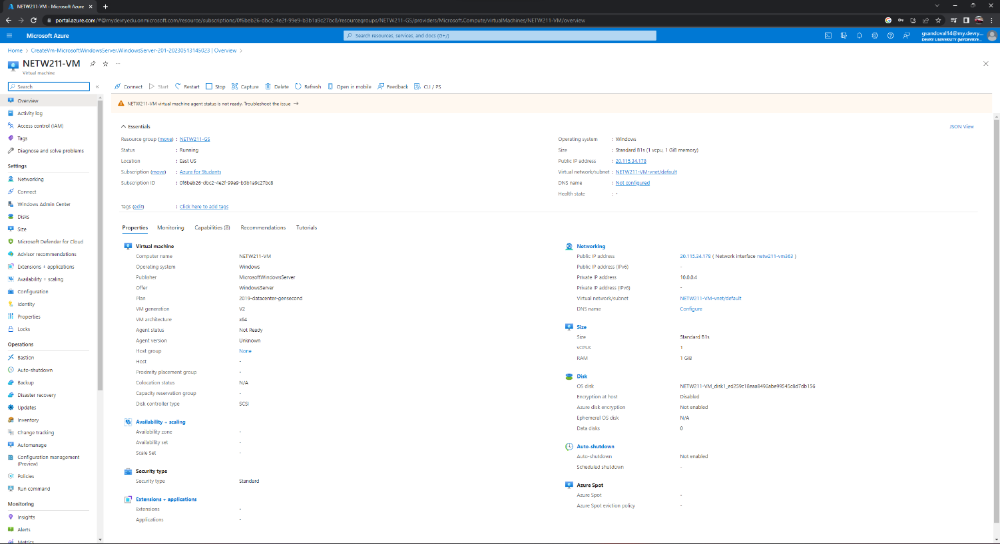 NETW211-VM - Microsoft Azure
portal.azure.com/#@mydevryedu.onmicrosoft.com/resource/subscriptions/0f6beb26-dbc2-4e2f-99e9-b3b1a9c27bc8/resourcegroups/NETW211-GS/providers/Microsoft.Compute/virtualMachines/NETW211-VM/overview
Microsoft Azure
Search resources, services, and docs (G+/)
gsandoval14@my.devry...
DEVRY UNIVERSITY (MYDEVRYE...
Home > CreateVm-MicrosoftWindowsServer.WindowsServer-201-20230513145023 | Overview >
NETW211-VM
Virtual machine
Search
Connect Start Restart Stop Capture Delete Refresh Open in mobile Feedback CLI / PS
NETW211-VM virtual machine agent status is not ready. Troubleshoot the issue →
Overview
Activity log
Access control (IAM)
Tags
Diagnose and solve problems
Settings
Networking
Connect
Windows Admin Center
Disks
Size
Microsoft Defender for Cloud
Advisor recommendations
Extensions + applications
Availability + scaling
Configuration
Identity
Properties
Locks
Operations
Bastion
Auto-shutdown
Backup
Disaster recovery
Updates
Inventory
Change tracking
Automanage
Configuration management (Preview)
Policies
Run command
Monitoring
Insights
Alerts
Metrics
Essentials
JSON View
Resource group (move) : NETW211-GS
Status : Running
Location : East US
Subscription (move) : Azure for Students
Subscription ID : 0f6beb26-dbc2-4e2f-99e9-b3b1a9c27bc8
Operating system : Windows
Size : Standard B1s (1 vcpu, 1 GiB memory)
Public IP address : 20.115.34.178
Virtual network/subnet : NETW211-VM-vnet/default
DNS name : Not configured
Health state : -
Tags (edit) : Click here to add tags
Properties Monitoring Capabilities (8) Recommendations Tutorials
Virtual machine
Computer name NETW211-VM
Operating system Windows
Publisher MicrosoftWindowsServer
Offer WindowsServer
Plan 2019-datacenter-gensecond
VM generation V2
VM architecture x64
Agent status Not Ready
Agent version Unknown
Host group None
Host -
Proximity placement group -
Colocation status N/A
Capacity reservation group -
Disk controller type SCSI
Availability + scaling
Availability zone -
Availability set -
Scale Set -
Security type
Security type Standard
Extensions + applications
Extensions -
Applications -
Networking
Public IP address 20.115.34.178 ( Network interface netw211-vm363 )
Public IP address (IPv6) -
Private IP address 10.0.0.4
Private IP address (IPv6) -
Virtual network/subnet NETW211-VM-vnet/default
DNS name Configure
Size
Size Standard B1s
vCPUs 1
RAM 1 GiB
Disk
OS disk NETW211-VM_disk1_ed259c18eaa8496abe99545c8d7db156
Encryption at host Disabled
Azure disk encryption Not enabled
Ephemeral OS disk N/A
Data disks 0
Auto-shutdown
Auto-shutdown Not enabled
Scheduled shutdown -
Azure Spot
Azure Spot -
Azure Spot eviction policy -